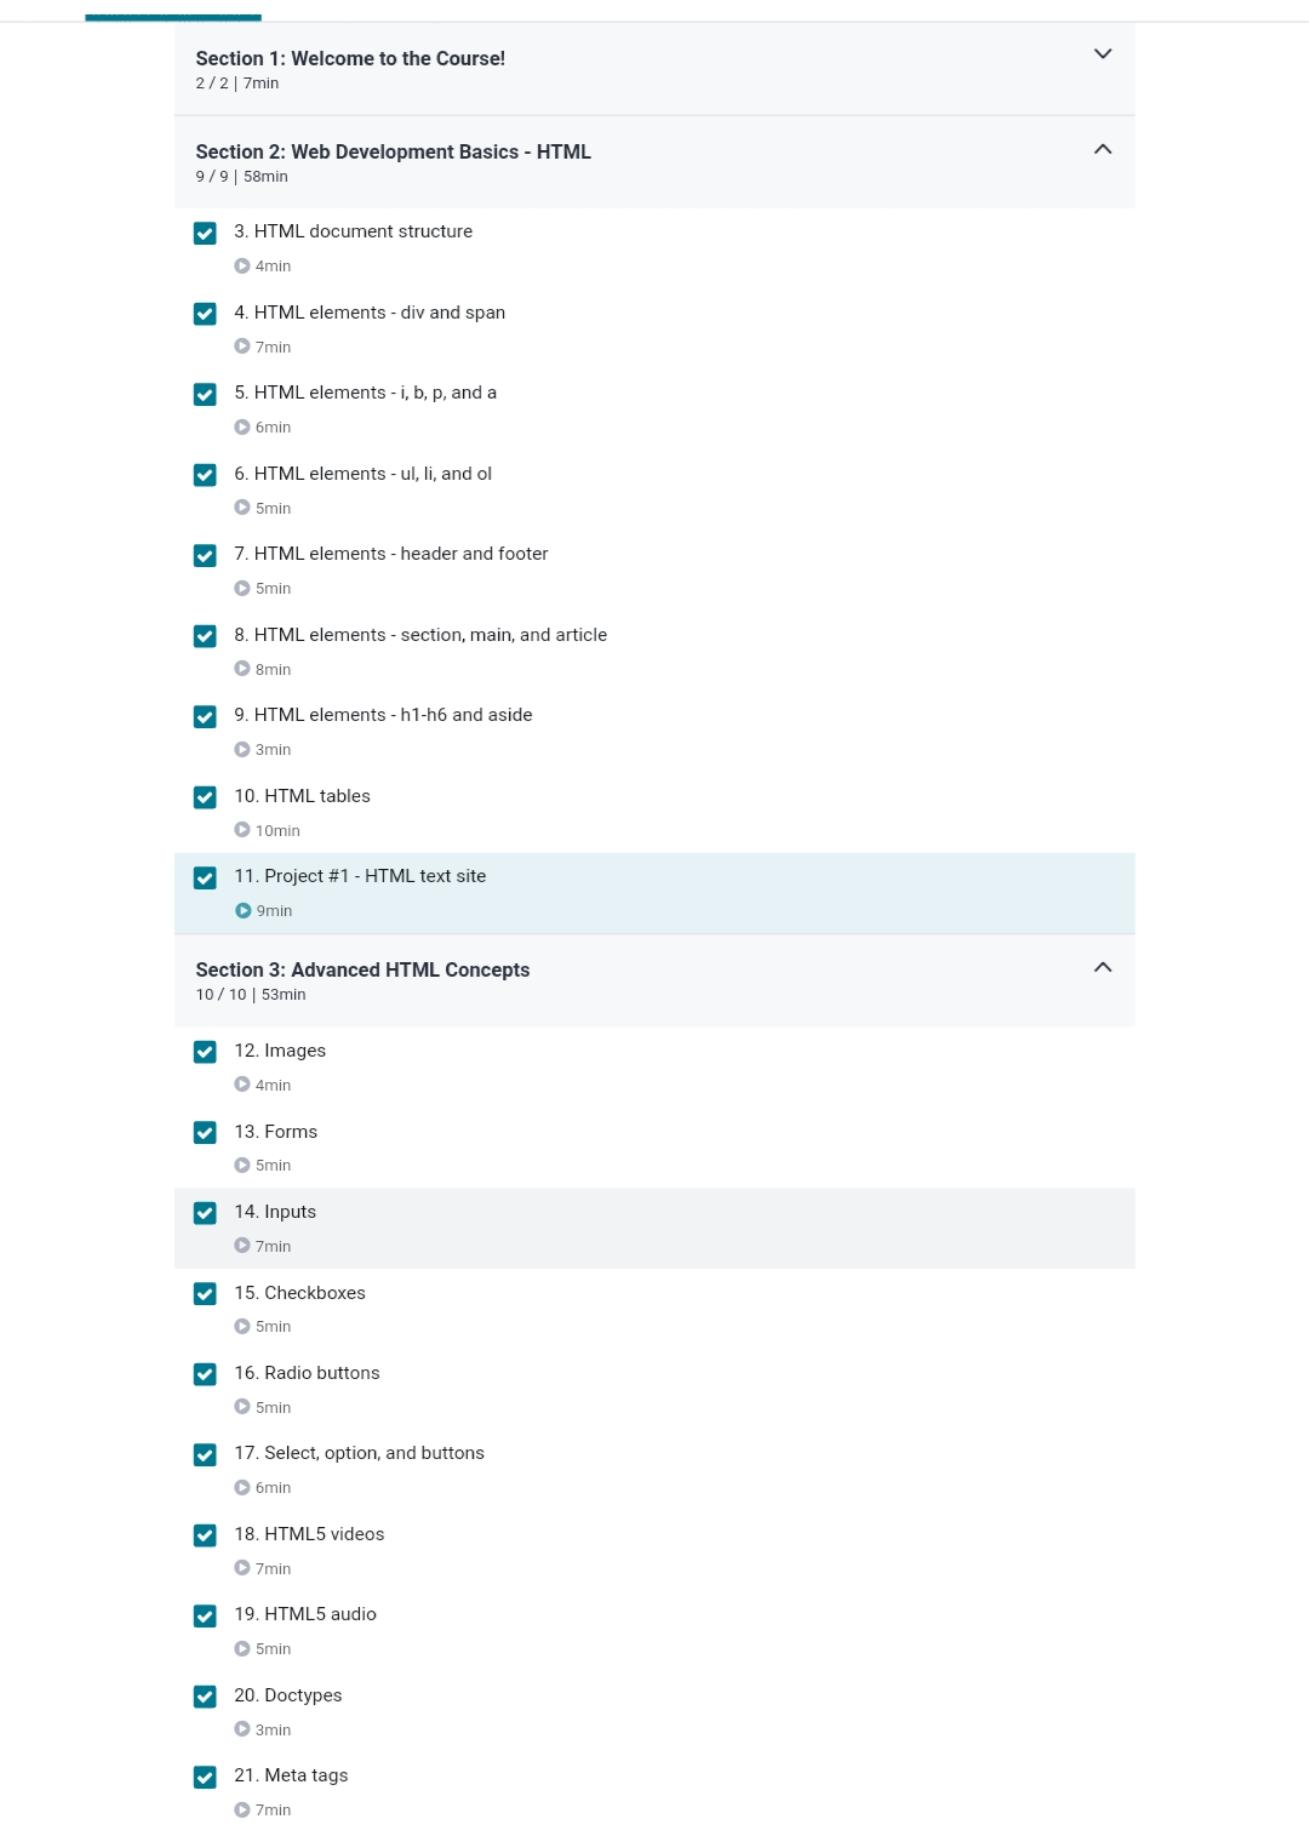 Section 1: Welcome to the Course!
2 / 2 | 7min
Section 2: Web Development Basics - HTML
9 / 9 | 58min
3. HTML document structure
4min
4. HTML elements - div and span
7min
5. HTML elements - i, b, p, and a
6min
6. HTML elements - ul, li, and ol
5min
7. HTML elements - header and footer
5min
8. HTML elements - section, main, and article
8min
9. HTML elements - h1-h6 and aside
3min
10. HTML tables
10min
11. Project #1 - HTML text site
9min
Section 3: Advanced HTML Concepts
10 / 10 | 53min
12. Images
4min
13. Forms
5min
14. Inputs
7min
15. Checkboxes
5min
16. Radio buttons
5min
17. Select, option, and buttons
6min
18. HTML5 videos
7min
19. HTML5 audio
5min
20. Doctypes
3min
21. Meta tags
7min